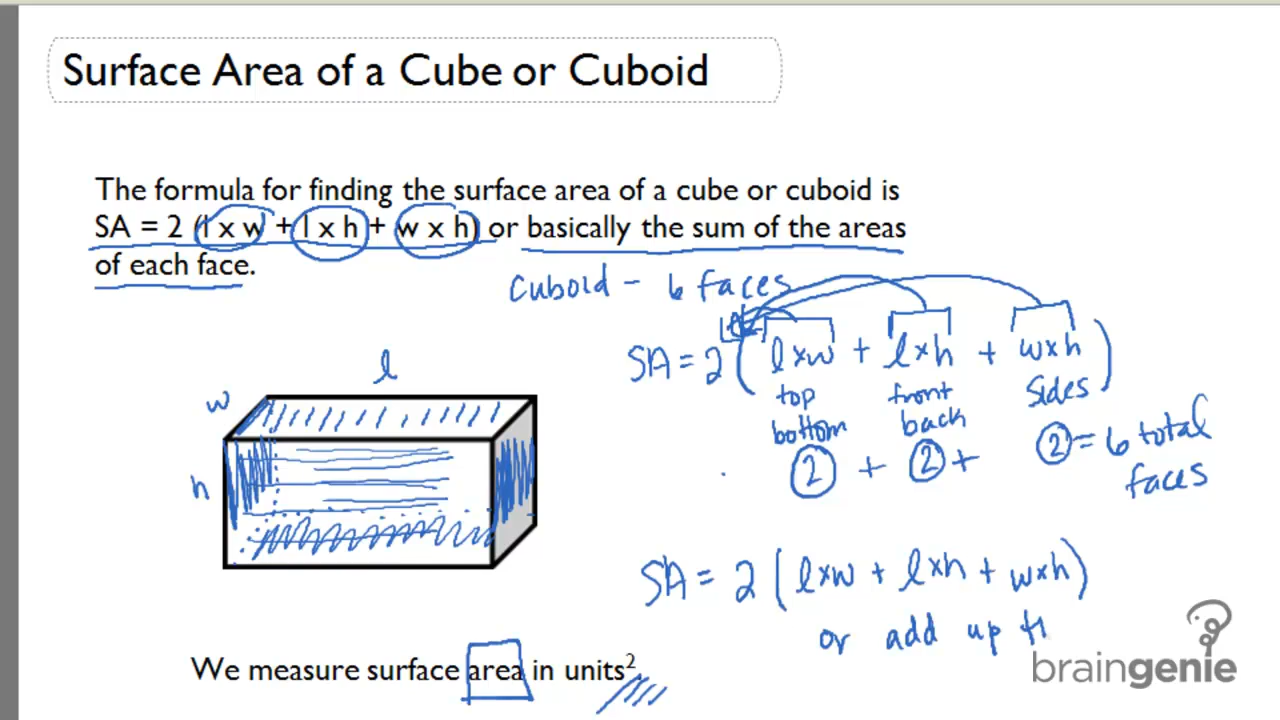 Surface Area of a Cube or Cuboid
The formula for finding the surface area of a cube or cuboid is
SA = 2 (l x w + l x h + w x h) or basically the sum of the areas
of each face.
Cuboid - 6 faces
SA = 2 ( l×w + l×h + w×h )
top front sides
bottom back
2 + 2 + 2 = 6 total
faces
l
w
h
SA = 2 ( l×w + l×h + w×h )
or add up
We measure surface area in units².
braingenie